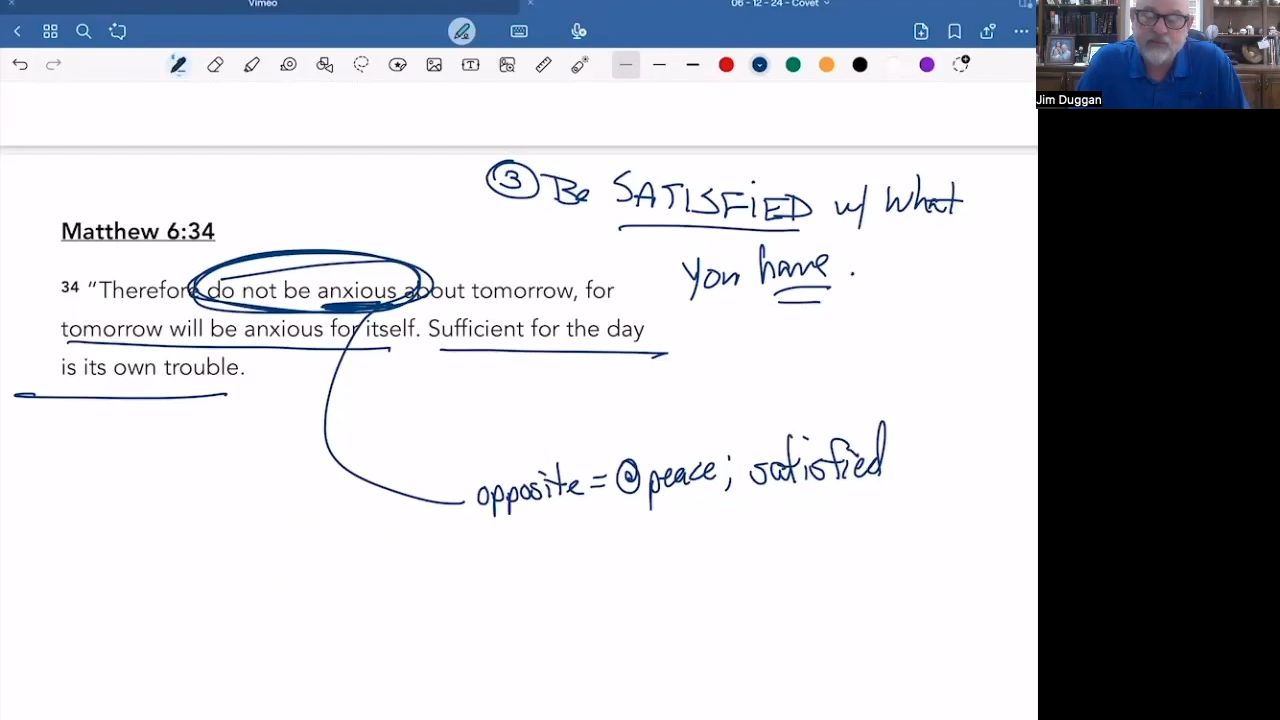 Vimeo
06 - 12 - 24 - Covet
Jim Duggan
③ Be SATISFIED w/ what
you have.
Matthew 6:34
34 “Therefore do not be anxious about tomorrow, for
tomorrow will be anxious for itself. Sufficient for the day
is its own trouble.
opposite = @peace; satisfied